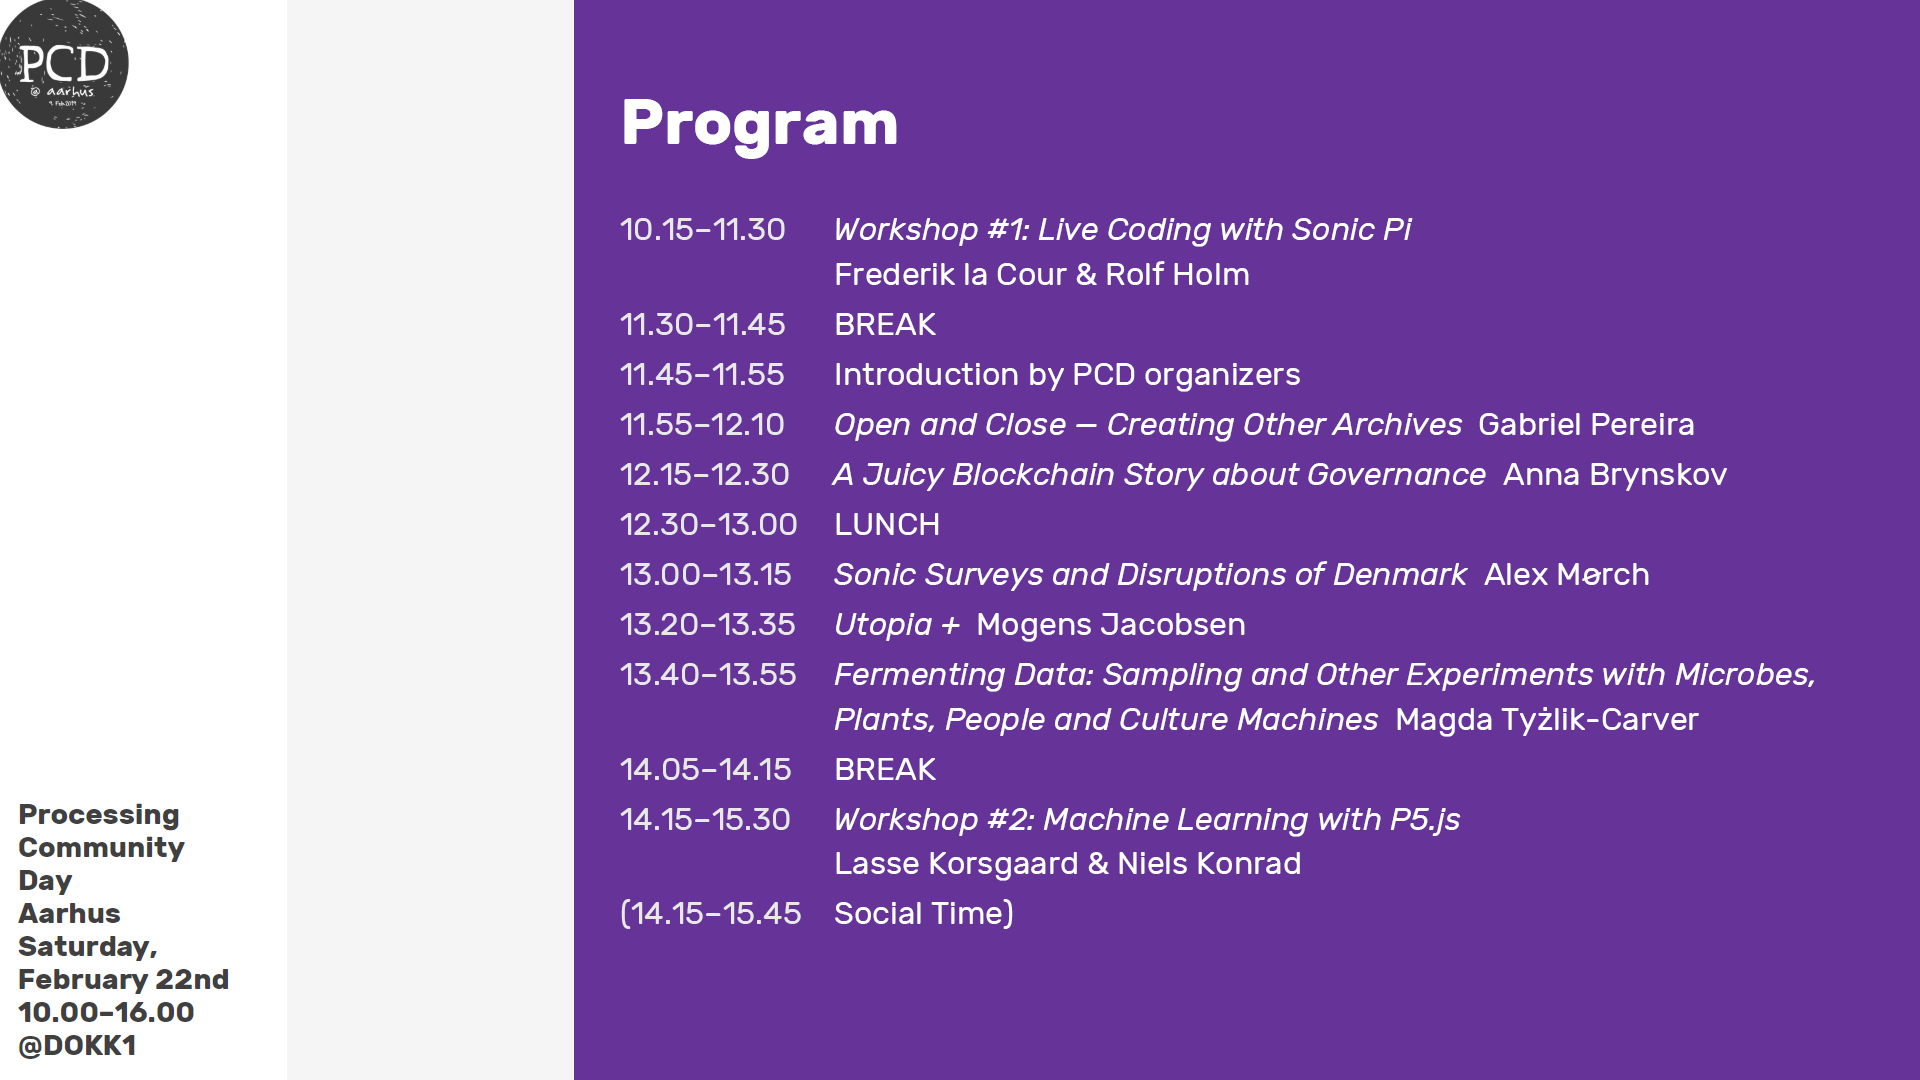 PCD
@ aarhus
9. Feb 2019
Program
10.15–11.30 Workshop #1: Live Coding with Sonic Pi
Frederik la Cour & Rolf Holm
11.30–11.45 BREAK
11.45–11.55 Introduction by PCD organizers
11.55–12.10 Open and Close — Creating Other Archives Gabriel Pereira
12.15–12.30 A Juicy Blockchain Story about Governance Anna Brynskov
12.30–13.00 LUNCH
13.00–13.15 Sonic Surveys and Disruptions of Denmark Alex Mørch
13.20–13.35 Utopia + Mogens Jacobsen
13.40–13.55 Fermenting Data: Sampling and Other Experiments with Microbes,
Plants, People and Culture Machines Magda Tyżlik-Carver
14.05–14.15 BREAK
14.15–15.30 Workshop #2: Machine Learning with P5.js
Lasse Korsgaard & Niels Konrad
(14.15–15.45 Social Time)
Processing
Community
Day
Aarhus
Saturday,
February 22nd
10.00–16.00
@DOKK1